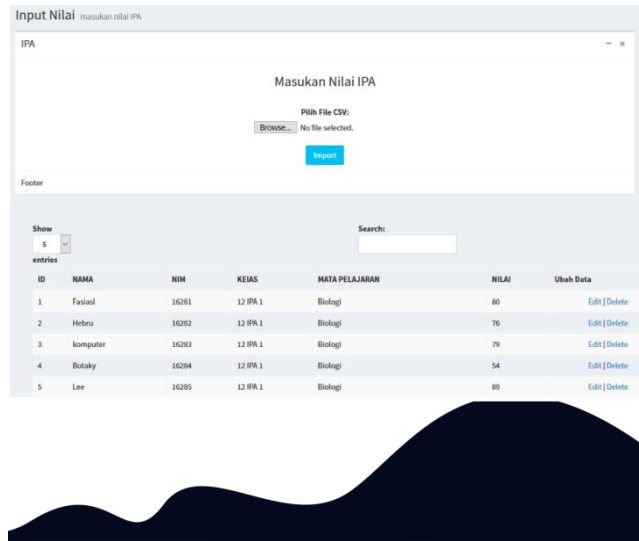 Input Nilai masukan nilai IPA
IPA
Masukan Nilai IPA
Pilih File CSV:
Browse... No file selected.
Import
Footer
Show Search:
5
entries
ID NAMA NIM KElAS MATA PELAJARAN NILAI Ubah Data
1 Fasiasl 16281 12 IPA 1 Biologi 80 Edit | Delete
2 Hebru 16282 12 IPA 1 Biologi 76 Edit | Delete
3 komputer 16283 12 IPA 1 Biologi 79 Edit | Delete
4 Botaky 16284 12 IPA 1 Biologi 54 Edit | Delete
5 Lee 16285 12 IPA 1 Biologi 89 Edit | Delete